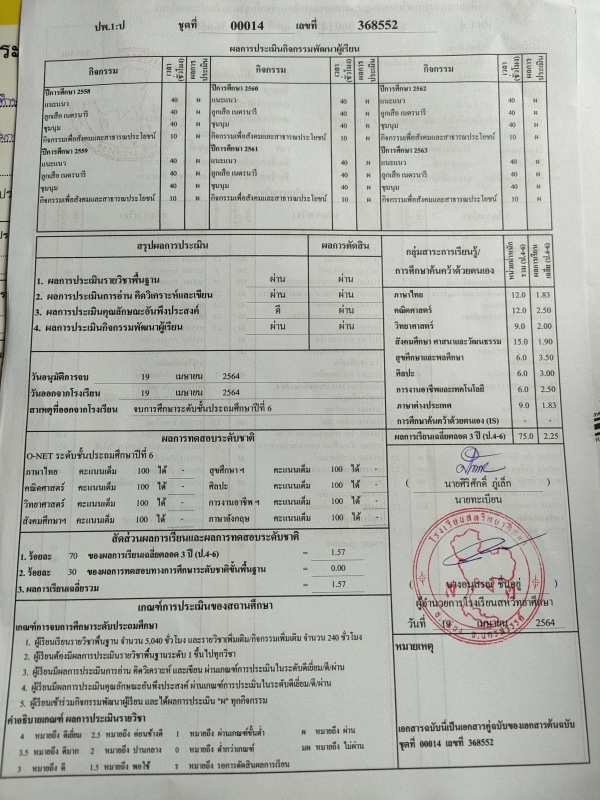 ปพ.1:ป ชุดที่ 00014 เลขที่ 368552
ผลการประเมินกิจกรรมพัฒนาผู้เรียน
กิจกรรม เวลา (ชั่วโมง) ผลการประเมิน กิจกรรม เวลา (ชั่วโมง) ผลการประเมิน กิจกรรม เวลา (ชั่วโมง) ผลการประเมิน
ปีการศึกษา 2558 ปีการศึกษา 2560 ปีการศึกษา 2562
แนะแนว 40 ผ แนะแนว 40 ผ แนะแนว 40 ผ
ลูกเสือ เนตรนารี 40 ผ ลูกเสือ เนตรนารี 40 ผ ลูกเสือ เนตรนารี 40 ผ
ชุมนุม 40 ผ ชุมนุม 40 ผ ชุมนุม 40 ผ
กิจกรรมเพื่อสังคมและสาธารณประโยชน์ 10 ผ กิจกรรมเพื่อสังคมและสาธารณประโยชน์ 10 ผ กิจกรรมเพื่อสังคมและสาธารณประโยชน์ 10 ผ
ปีการศึกษา 2559 ปีการศึกษา 2561 ปีการศึกษา 2563
แนะแนว 40 ผ แนะแนว 40 ผ แนะแนว 40 ผ
ลูกเสือ เนตรนารี 40 ผ ลูกเสือ เนตรนารี 40 ผ ลูกเสือ เนตรนารี 40 ผ
ชุมนุม 40 ผ ชุมนุม 40 ผ ชุมนุม 40 ผ
กิจกรรมเพื่อสังคมและสาธารณประโยชน์ 10 ผ กิจกรรมเพื่อสังคมและสาธารณประโยชน์ 10 ผ กิจกรรมเพื่อสังคมและสาธารณประโยชน์ 10 ผ
สรุปผลการประเมิน ผลการตัดสิน
1. ผลการประเมินรายวิชาพื้นฐาน ผ่าน ผ่าน
2. ผลการประเมินการอ่าน คิดวิเคราะห์และเขียน ผ่าน ผ่าน
3. ผลการประเมินคุณลักษณะอันพึงประสงค์ ดี ผ่าน
4. ผลการประเมินกิจกรรมพัฒนาผู้เรียน ผ่าน ผ่าน
วันอนุมัติการจบ 19 เมษายน 2564
วันออกจากโรงเรียน 19 เมษายน 2564
สาเหตุที่ออกจากโรงเรียน จบการศึกษาระดับชั้นประถมศึกษาปีที่ 6
กลุ่มสาระการเรียนรู้/ หน่วยน้ำหนักรวม (ป.4-6) ผลการเรียนเฉลี่ย (ป.4-6)
การศึกษาค้นคว้าด้วยตนเอง
ภาษาไทย 12.0 1.83
คณิตศาสตร์ 12.0 2.50
วิทยาศาสตร์ 9.0 2.00
สังคมศึกษา ศาสนาและวัฒนธรรม 15.0 1.90
สุขศึกษาและพลศึกษา 6.0 3.50
ศิลปะ 6.0 3.00
การงานอาชีพและเทคโนโลยี 6.0 2.50
ภาษาต่างประเทศ 9.0 1.83
การศึกษาค้นคว้าด้วยตนเอง (IS) - -
ผลการเรียนเฉลี่ยตลอด 3 ปี (ป.4-6) 75.0 2.25
ผลการทดสอบระดับชาติ
O-NET ระดับชั้นประถมศึกษาปีที่ 6
ภาษาไทย คะแนนเต็ม 100 ได้ - สุขศึกษา ฯ คะแนนเต็ม 100 ได้ -
คณิตศาสตร์ คะแนนเต็ม 100 ได้ - ศิลปะ คะแนนเต็ม 100 ได้ -
วิทยาศาสตร์ คะแนนเต็ม 100 ได้ - การงานอาชีพ ฯ คะแนนเต็ม 100 ได้ -
สังคมศึกษาฯ คะแนนเต็ม 100 ได้ - ภาษาอังกฤษ คะแนนเต็ม 100 ได้ -
สัดส่วนผลการเรียนและผลการทดสอบระดับชาติ
1. ร้อยละ 70 ของผลการเรียนเฉลี่ยตลอด 3 ปี (ป.4-6) = 1.57
2. ร้อยละ 30 ของผลการทดสอบทางการศึกษาระดับชาติขั้นพื้นฐาน = 0.00
3. ผลการเรียนเฉลี่ยรวม = 1.57
( นายศิริศักดิ์ ภู่เล็ก )
นายทะเบียน
ผู้อำนวยการโรงเรียนสหวิทยศึกษา
วันที่ 19 เมษายน 2564
เกณฑ์การประเมินของสถานศึกษา
เกณฑ์การจบการศึกษาระดับประถมศึกษา
1. ผู้เรียนเรียนรายวิชาพื้นฐาน จำนวน 5,040 ชั่วโมง และรายวิชาเพิ่มเติม/กิจกรรมเพิ่มเติม จำนวน 240 ชั่วโมง
2. ผู้เรียนต้องมีผลการประเมินรายวิชาพื้นฐานระดับ 1 ขึ้นไปทุกวิชา
3. ผู้เรียนมีผลการประเมินการอ่าน คิดวิเคราะห์ และเขียน ผ่านเกณฑ์การประเมินในระดับดีเยี่ยม/ดี/ผ่าน
4. ผู้เรียนมีผลการประเมินคุณลักษณะอันพึงประสงค์ ผ่านเกณฑ์การประเมินในระดับดีเยี่ยม/ดี/ผ่าน
5. ผู้เรียนเข้าร่วมกิจกรรมพัฒนาผู้เรียน และได้ผลการประเมิน "ผ" ทุกกิจกรรม
คำอธิบายเกณฑ์ ผลการประเมินรายวิชา
4 หมายถึง ดีเยี่ยม 2.5 หมายถึง ค่อนข้างดี 1 หมายถึง ผ่านเกณฑ์ขั้นต่ำ ผ หมายถึง ผ่าน
3.5 หมายถึง ดีมาก 2 หมายถึง ปานกลาง 0 หมายถึง ต่ำกว่าเกณฑ์ มผ หมายถึง ไม่ผ่าน
3 หมายถึง ดี 1.5 หมายถึง พอใช้ ร หมายถึง รอการตัดสินผลการเรียน
หมายเหตุ
เอกสารฉบับนี้เป็นเอกสารคู่ฉบับของเอกสารต้นฉบับ
ชุดที่ 00014 เลขที่ 368552